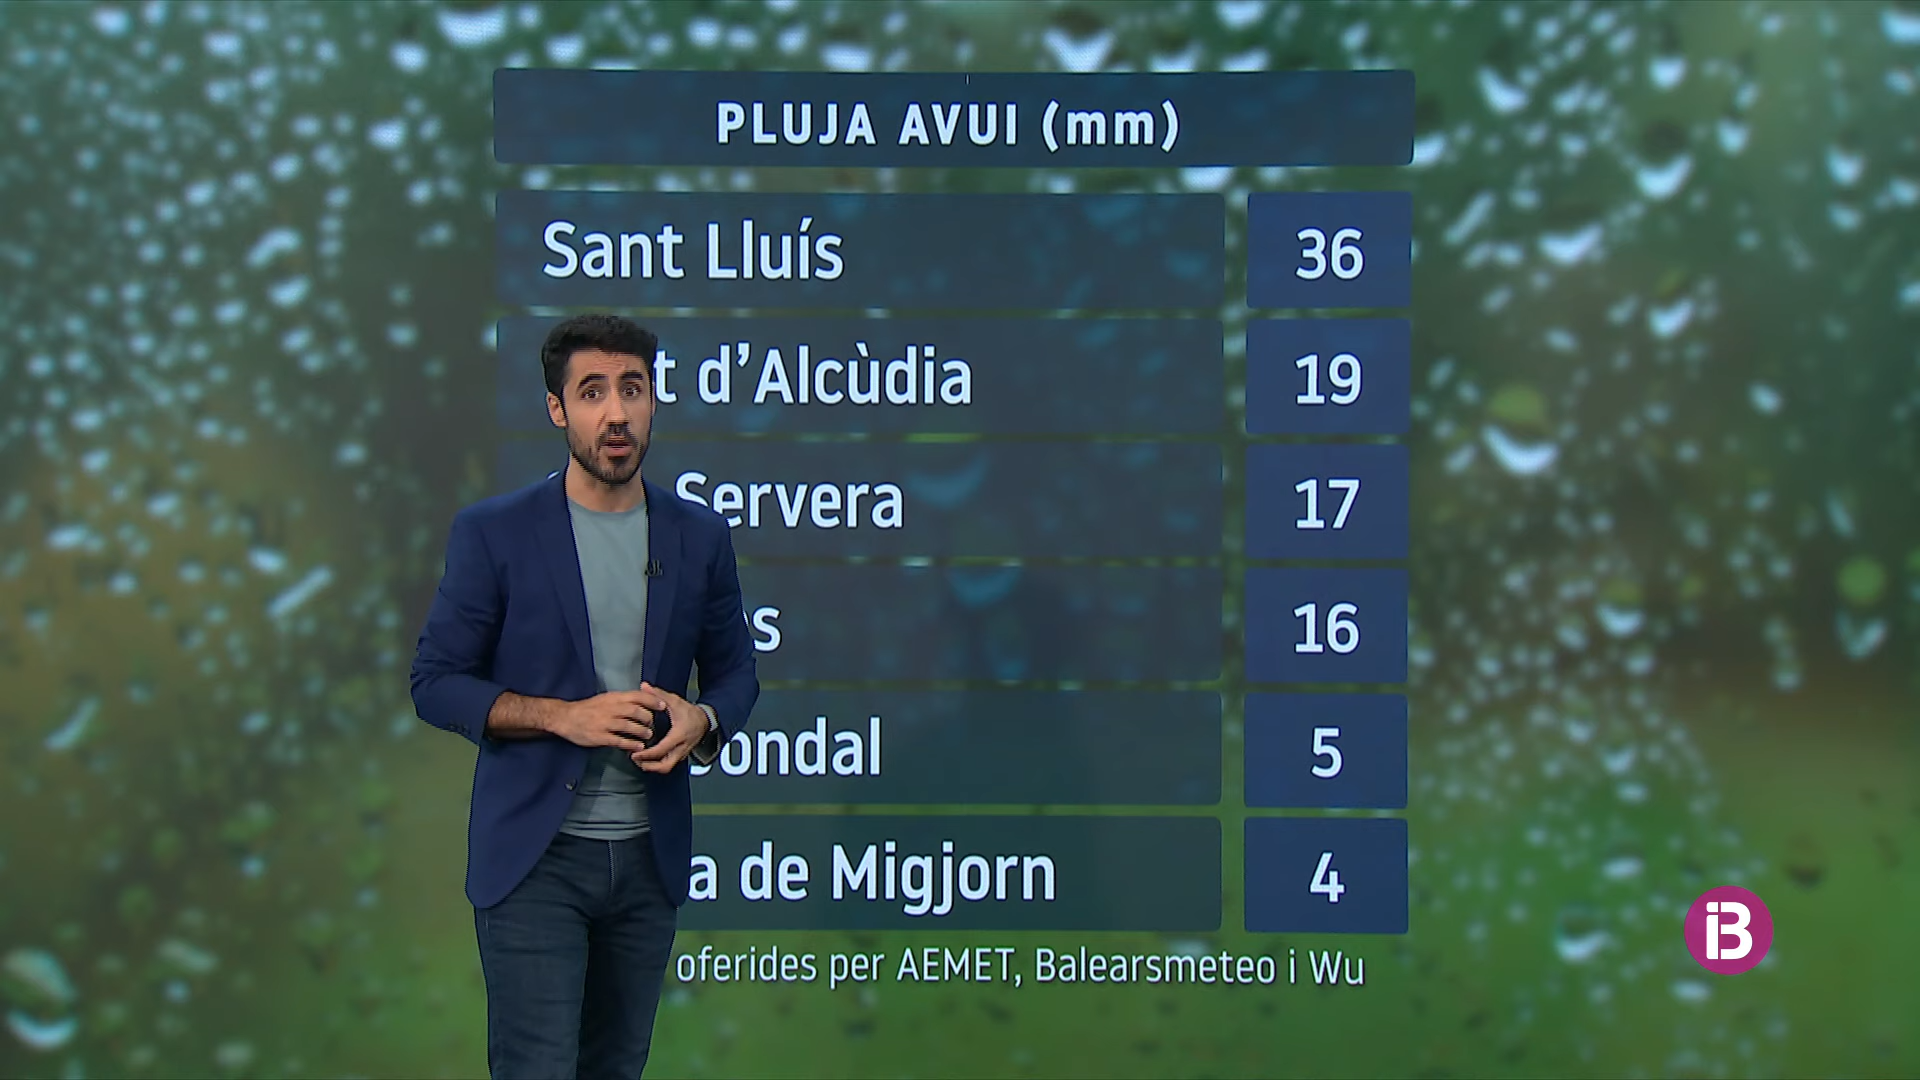 PLUJA AVUI (mm)
Sant Lluís 36
d'Alcùdia 19
Servera 17
16
5
de Migjorn 4
oferides per AEMET, Balearsmeteo i Wu
iB